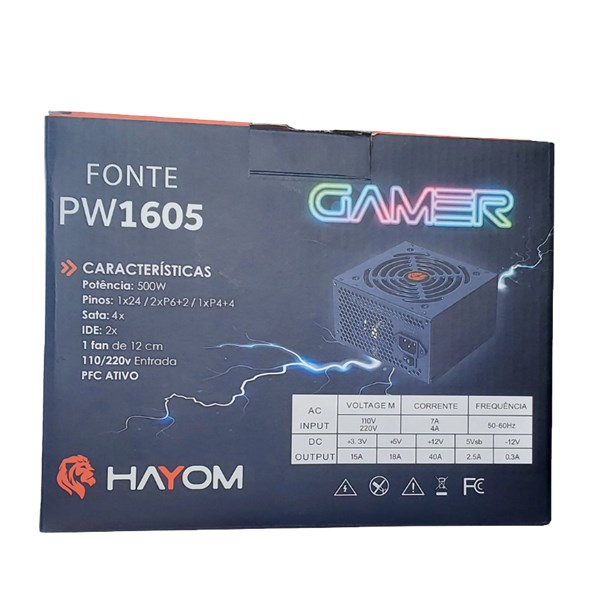 FONTE
PW1605
GAMER
CARACTERÍSTICAS
Potência: 500W
Pinos: 1x24 / 2xP6+2 / 1xP4+4
Sata: 4x
IDE: 2x
1 fan de 12 cm
110/220v Entrada
PFC ATIVO
AC INPUT VOLTAGE M CORRENTE FREQUÊNCIA
110V 7A
220V 4A 50-60Hz
DC +3.3V +5V +12V 5Vsb -12V
OUTPUT 15A 18A 40A 2.5A 0.3A
HAYOM
FC